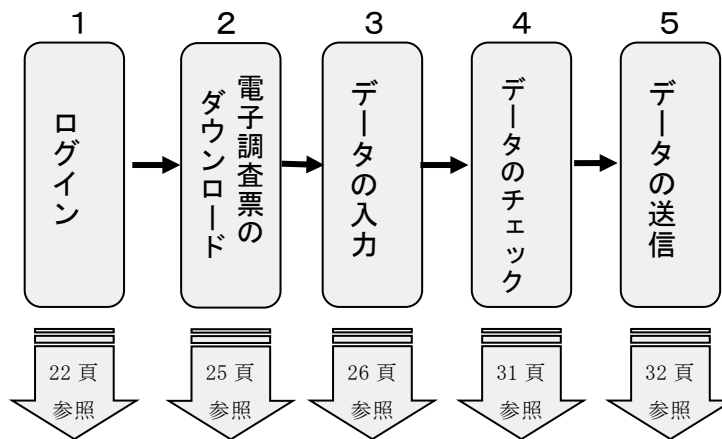 1
2
3
4
5
ログイン
電子調査票の
ダウンロード
データの入力
データのチェック
データの送信
22 頁
参照
25 頁
参照
26 頁
参照
31 頁
参照
32 頁
参照